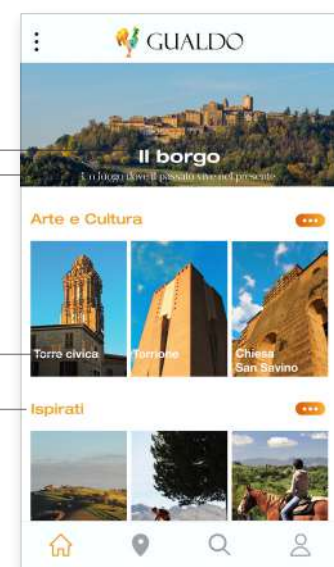 GUALDO
Il borgo
Un luogo dove il passato vive nel presente
Arte e Cultura
Torre civica
Torrione
Chiesa
San Savino
Ispirati